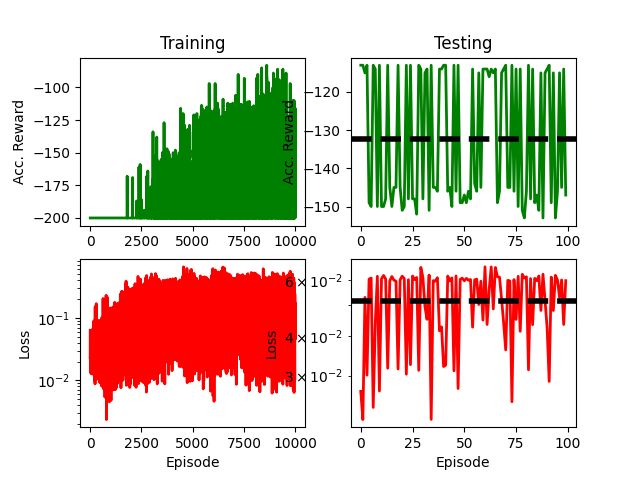 Training
Testing
Acc. Reward
−100
−125
−150
−175
−200
0
2500
5000
7500
10000
Acc. Reward
−120
−130
−140
−150
0
25
50
75
100
Loss
10⁻¹
10⁻²
0
2500
5000
7500
10000
Episode
Loss
6 × 10⁻²
4 × 10⁻²
3 × 10⁻²
0
25
50
75
100
Episode